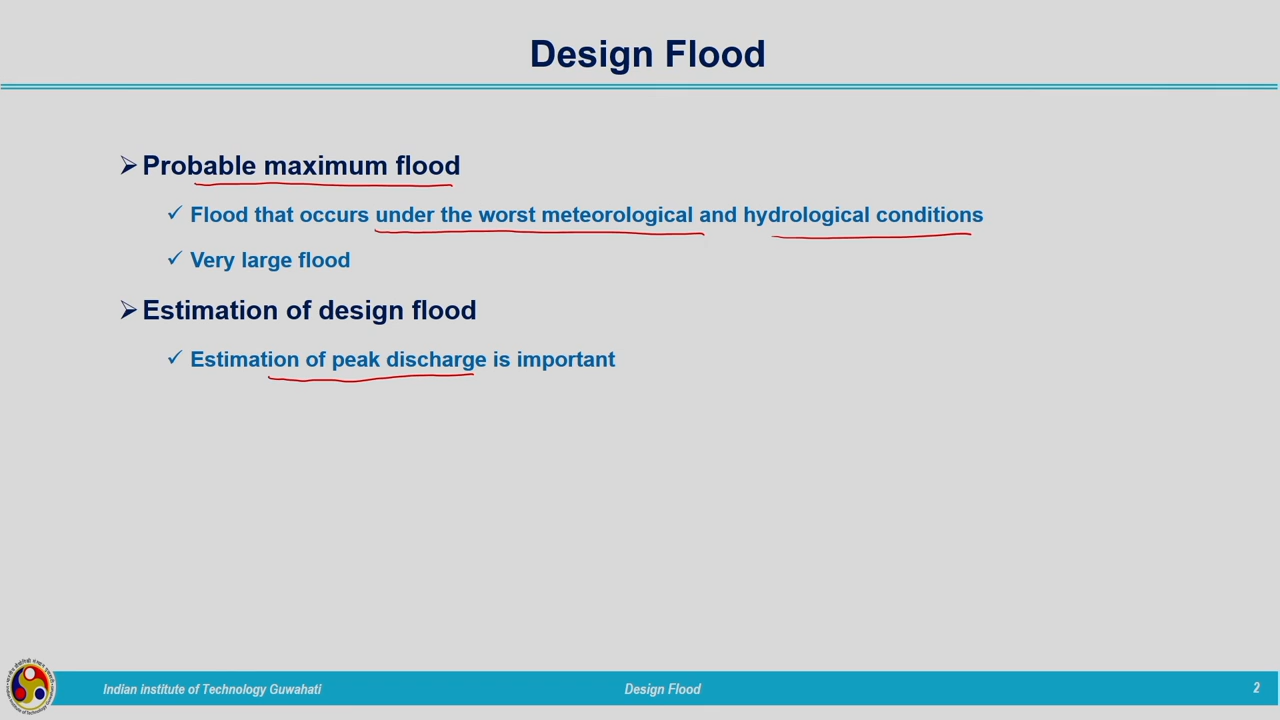 Design Flood
Probable maximum flood
Flood that occurs under the worst meteorological and hydrological conditions
Very large flood
Estimation of design flood
Estimation of peak discharge is important
Indian institute of Technology Guwahati
Design Flood
2